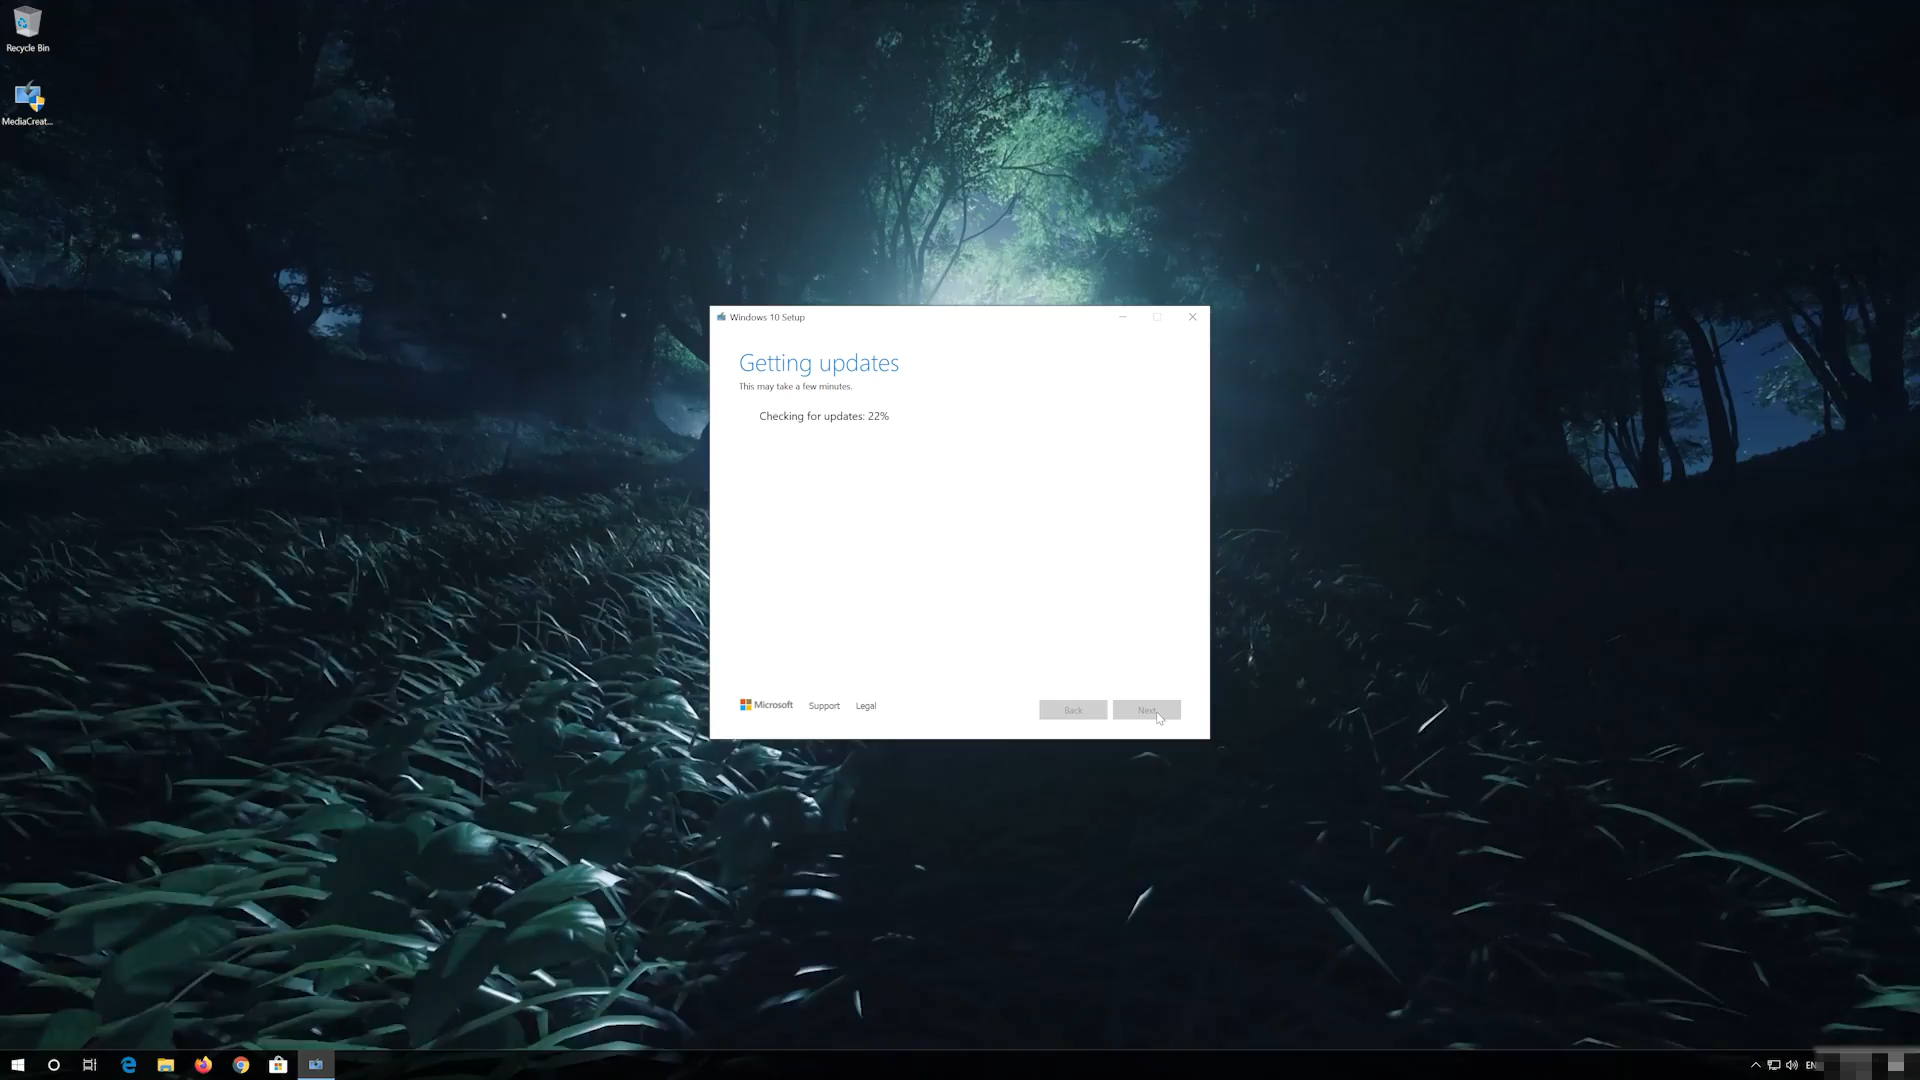 Recycle Bin
MediaCreat...
Windows 10 Setup
Getting updates
This may take a few minutes.
Checking for updates: 22%
Microsoft Support Legal
Back Next
EN